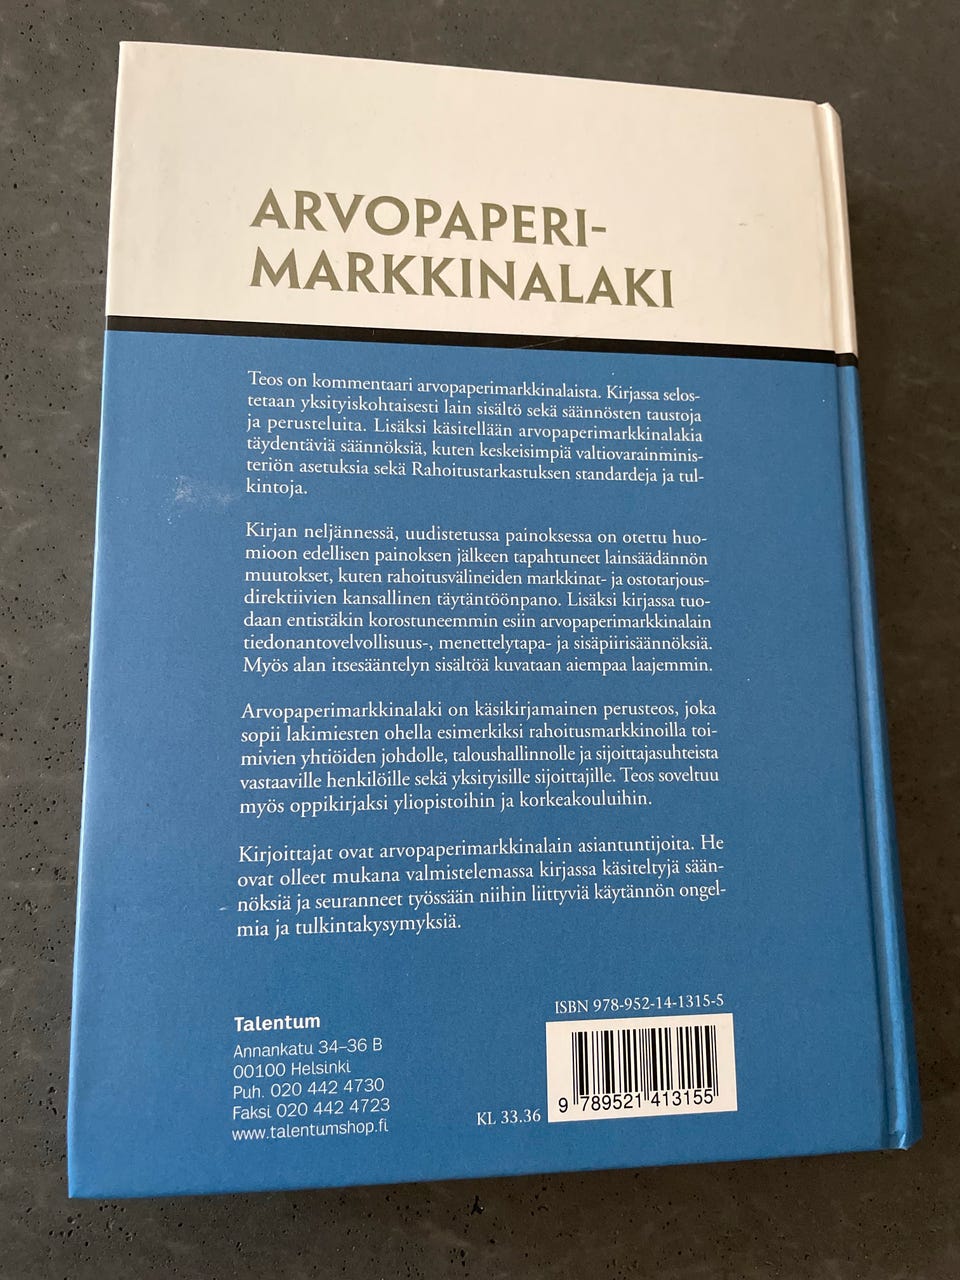 ARVOPAPERI-
MARKKINALAKI
Teos on kommentaari arvopaperimarkkinalaista. Kirjassa selos-
tetaan yksityiskohtaisesti lain sisältö sekä säännösten taustoja
ja perusteluita. Lisäksi käsitellään arvopaperimarkkinalakia
täydentäviä säännöksiä, kuten keskeisimpiä valtiovarainminis-
teriön asetuksia sekä Rahoitustarkastuksen standardeja ja tul-
kintoja.
Kirjan neljännessä, uudistetussa painoksessa on otettu huo-
mioon edellisen painoksen jälkeen tapahtuneet lainsäädännön
muutokset, kuten rahoitusvälineiden markkinat- ja ostotarjous-
direktiivien kansallinen täytäntöönpano. Lisäksi kirjassa tuo-
daan entistäkin korostuneemmin esiin arvopaperimarkkinalain
tiedonantovelvollisuus-, menettelytapa- ja sisäpiirisäännöksiä.
Myös alan itsesääntelyn sisältöä kuvataan aiempaa laajemmin.
Arvopaperimarkkinalaki on käsikirjamainen perusteos, joka
sopii lakimiesten ohella esimerkiksi rahoitusmarkkinoilla toi-
mivien yhtiöiden johdolle, taloushallinnolle ja sijoittajasuhteista
vastaaville henkilöille sekä yksityisille sijoittajille. Teos soveltuu
myös oppikirjaksi yliopistoihin ja korkeakouluihin.
Kirjoittajat ovat arvopaperimarkkinalain asiantuntijoita. He
ovat olleet mukana valmistelemassa kirjassa käsiteltyjä sään-
nöksiä ja seuranneet työssään niihin liittyviä käytännön ongel-
mia ja tulkintakysymyksiä.
Talentum
Annankatu 34–36 B
00100 Helsinki
Puh. 020 442 4730
Faksi 020 442 4723
www.talentumshop.fi
KL 33.36
ISBN 978-952-14-1315-5
9 789521 413155